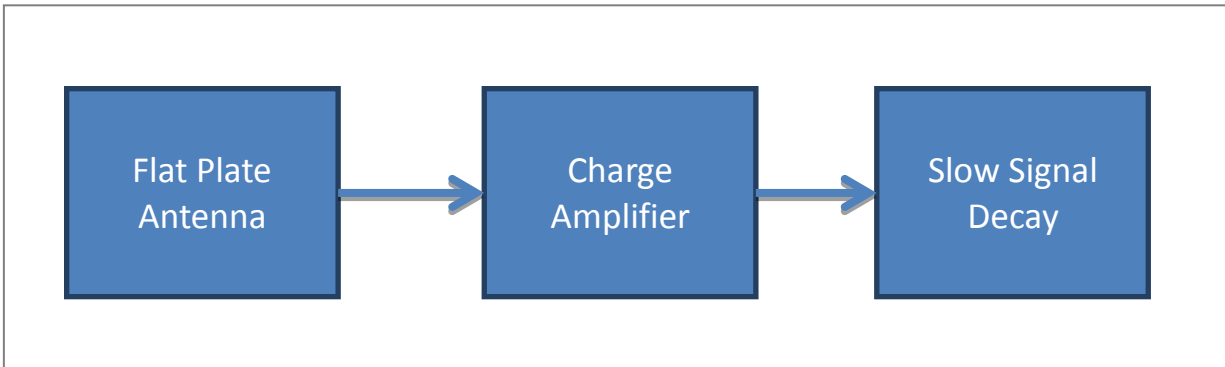 Flat Plate
Antenna
Charge
Amplifier
Slow Signal
Decay